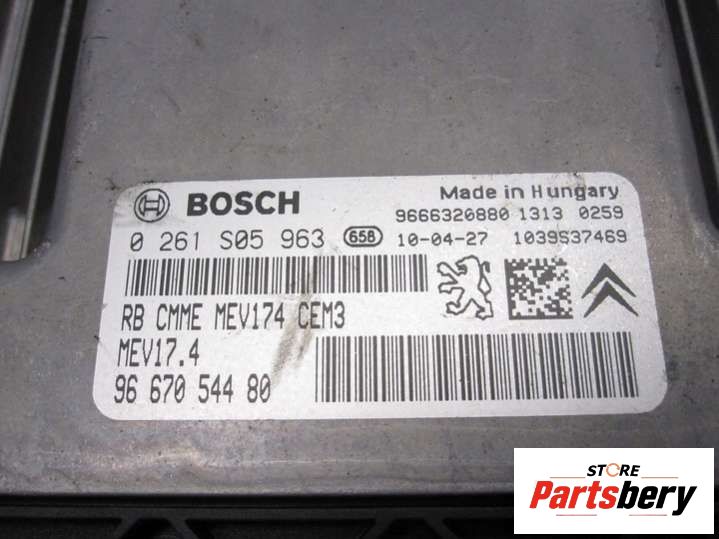 BOSCH
Made in Hungary
9666320880 1313 0259
0 261 S05 963 658 10-04-27 1039S37469
RB CMME MEV174 CEM3
MEV17.4
96 670 544 80
STORE
Partsbery